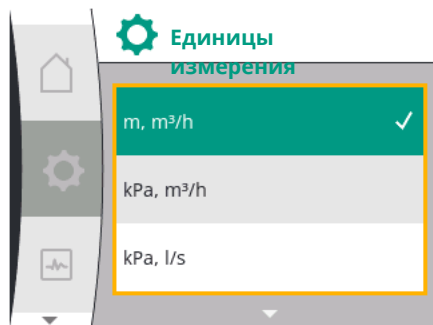 Единицы
измерения
m, m³/h
kPa, m³/h
kPa, l/s